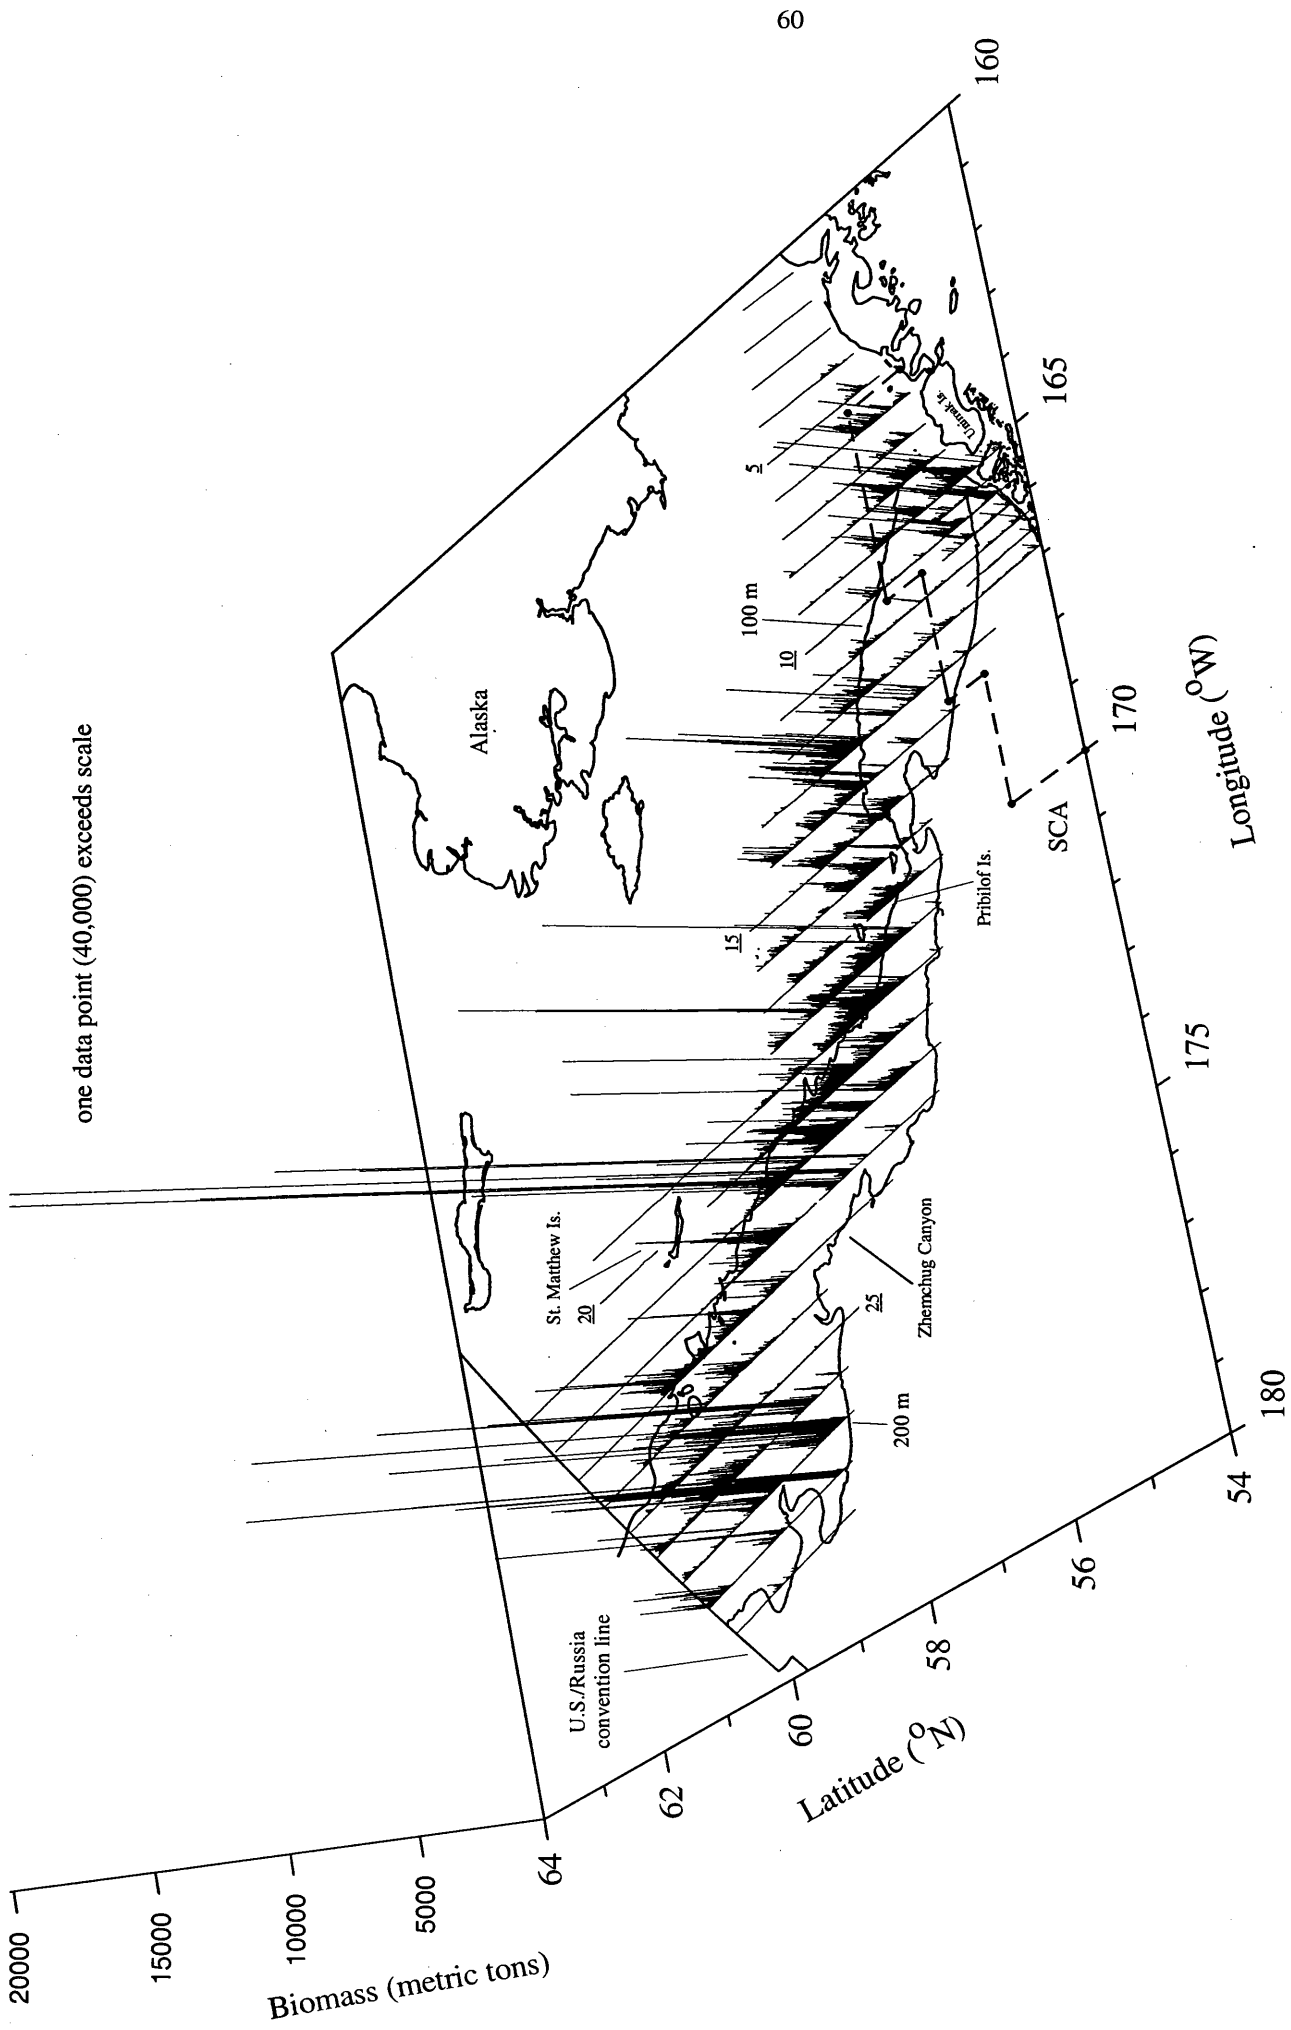 60
one data point (40,000) exceeds scale
20000
15000
10000
5000
Biomass (metric tons)
Alaska
St. Matthew Is.
20
15
10
100 m
5
Unimak Is.
U.S./Russia
convention line
25
Zhemchug Canyon
200 m
Pribilof Is.
SCA
64
62
60
58
56
54
Latitude (°N)
180
175
170
165
160
Longitude (°W)